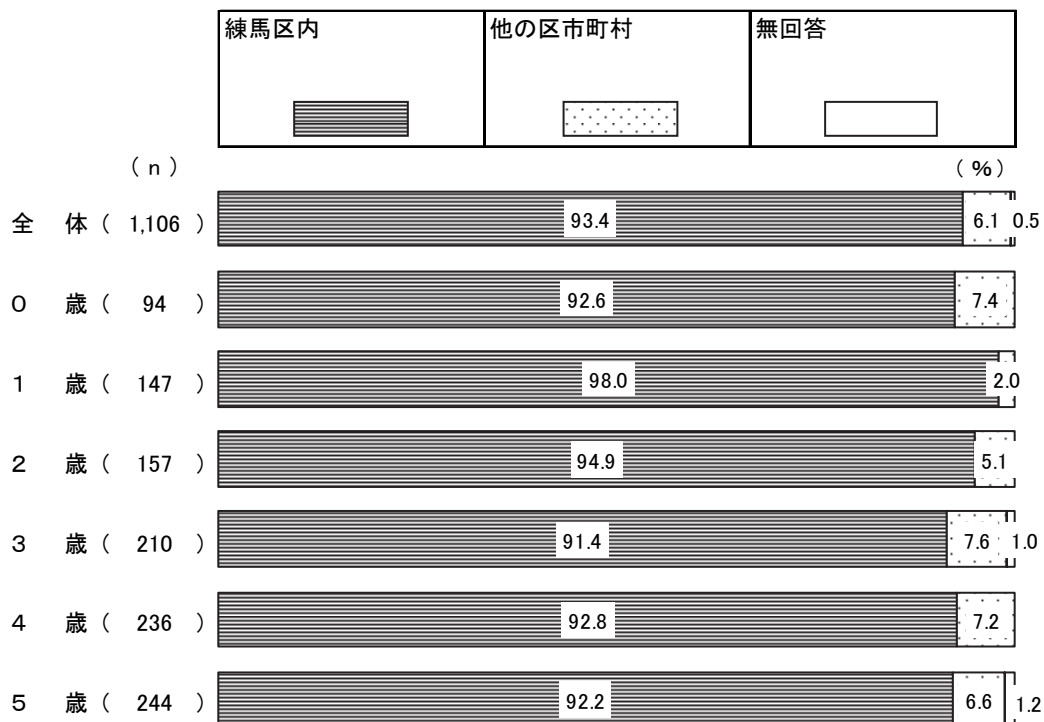 練馬区内 他の区市町村 無回答
（ｎ） （％）
全 体（ 1,106 ） 93.4 6.1 0.5
０ 歳（ 94 ） 92.6 7.4
１ 歳（ 147 ） 98.0 2.0
２ 歳（ 157 ） 94.9 5.1
３ 歳（ 210 ） 91.4 7.6 1.0
４ 歳（ 236 ） 92.8 7.2
５ 歳（ 244 ） 92.2 6.6 1.2